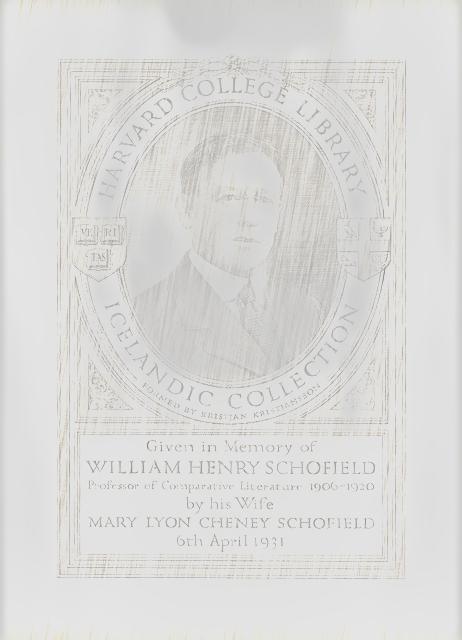 HARVARD COLLEGE LIBRARY
VE RI
TAS
ICELANDIC COLLECTION
FORMED BY KRISTJAN KRISTJANSSON
Given in Memory of
WILLIAM HENRY SCHOFIELD
Professor of Comparative Literature 1906-1920
by his Wife
MARY LYON CHENEY SCHOFIELD
6th April 1931